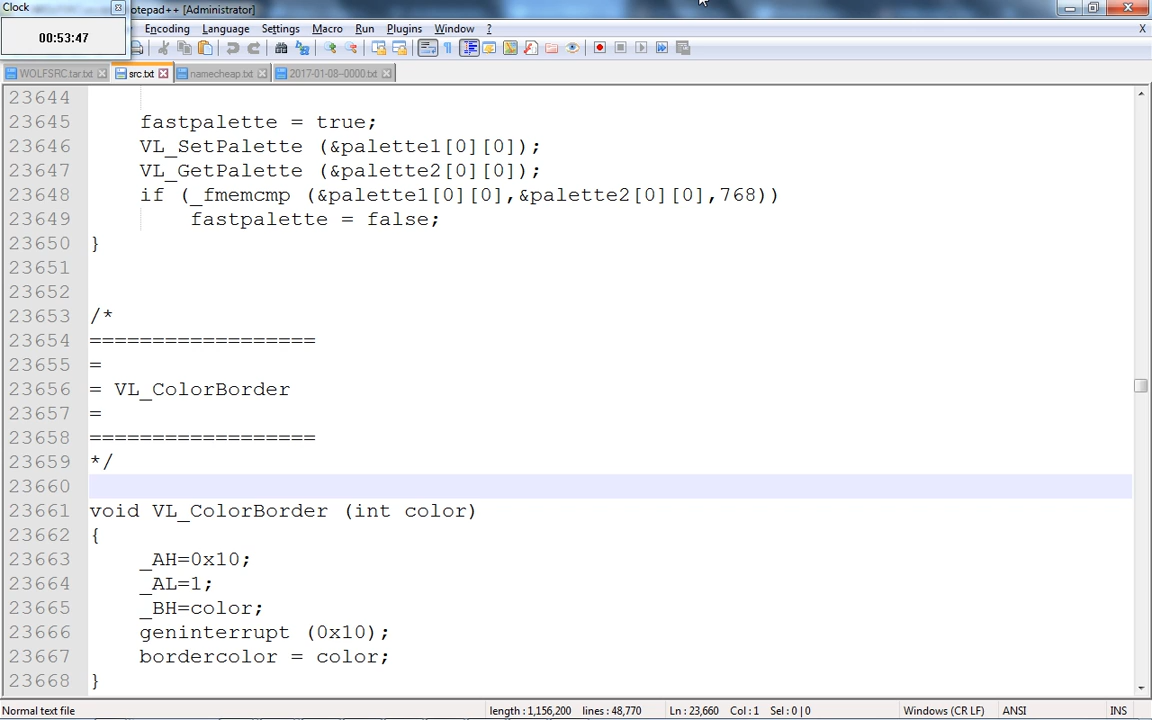 Clock
00:53:47
otepad++ [Administrator]
Encoding Language Settings Macro Run Plugins Window ? X
WOLFSRC.tar.txt src.txt namecheap.txt 2017-01-08--0000.txt
23644
23645 fastpalette = true;
23646 VL_SetPalette (&palette1[0][0]);
23647 VL_GetPalette (&palette2[0][0]);
23648 if (_fmemcmp (&palette1[0][0],&palette2[0][0],768))
23649 fastpalette = false;
23650 }
23651
23652
23653 /*
23654 ==================
23655 =
23656 = VL_ColorBorder
23657 =
23658 ==================
23659 */
23660
23661 void VL_ColorBorder (int color)
23662 {
23663 _AH=0x10;
23664 _AL=1;
23665 _BH=color;
23666 geninterrupt (0x10);
23667 bordercolor = color;
23668 }
Normal text file length : 1,156,200 lines : 48,770 Ln : 23,660 Col : 1 Sel : 0 | 0 Windows (CR LF) ANSI INS